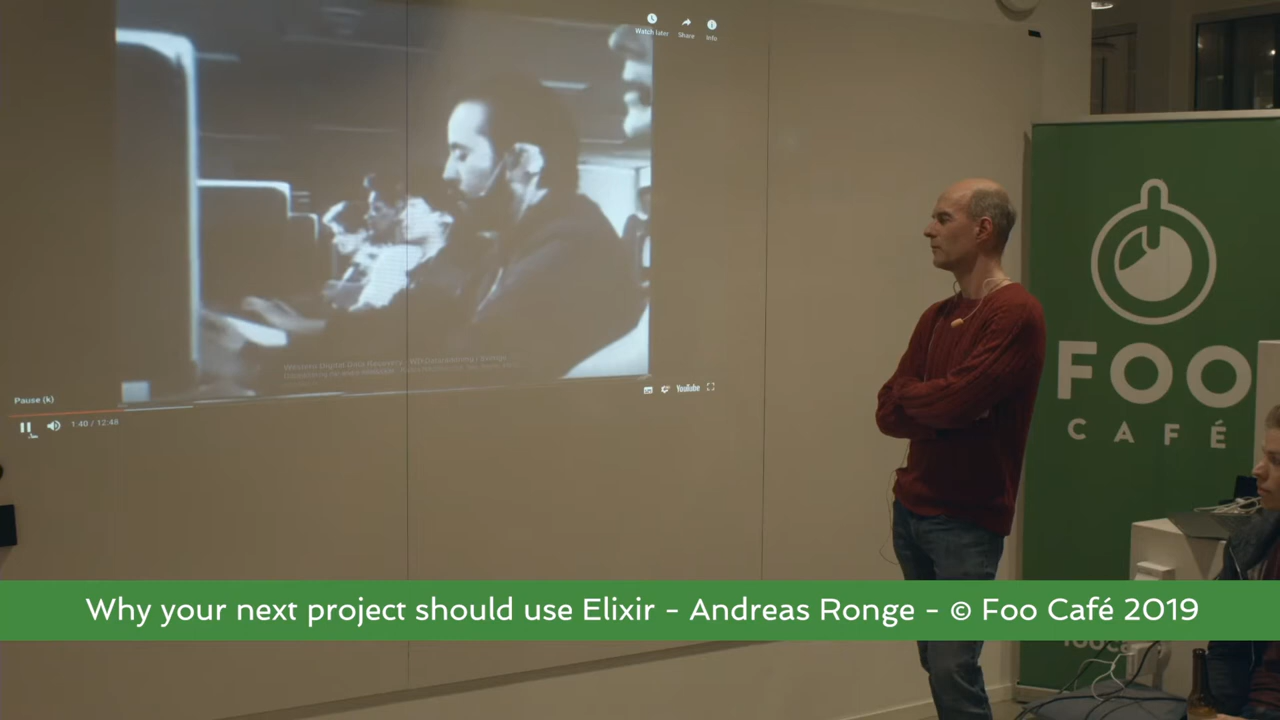 Watch later
Share
Info
Pause (k)
1:40 / 12:48
YouTube
FOO
CAFÉ
Why your next project should use Elixir - Andreas Ronge - © Foo Café 2019